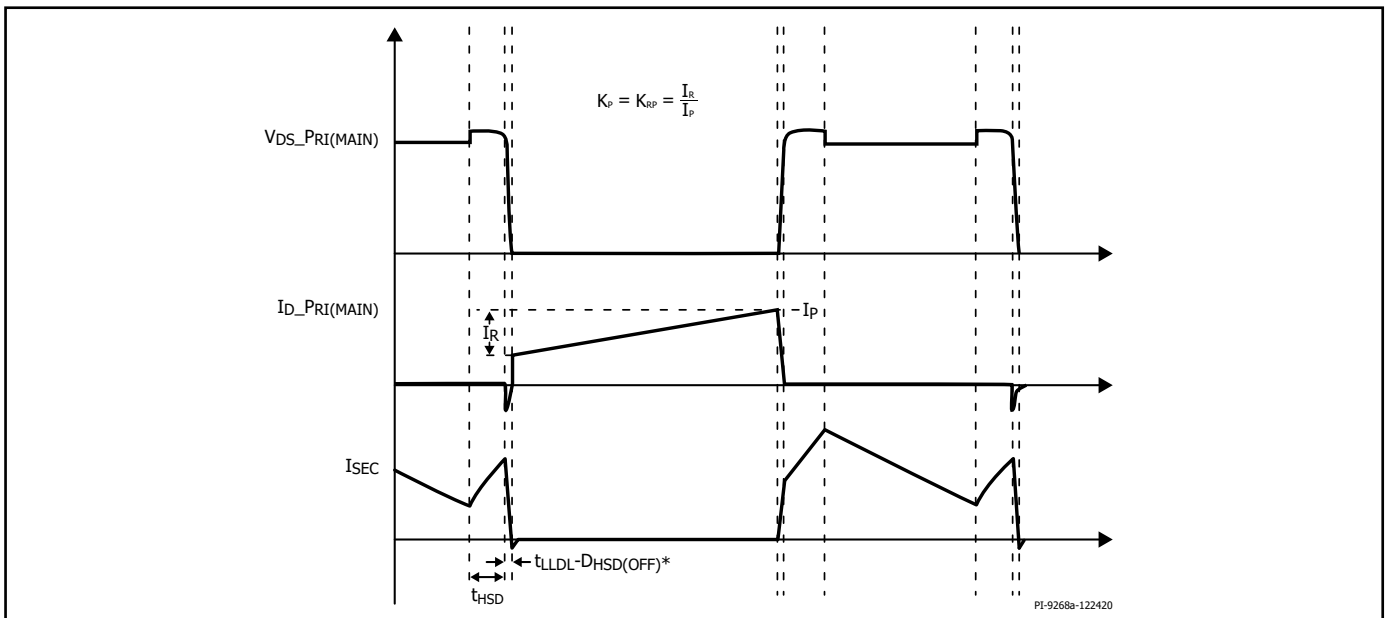 K_P = K_RP = I_R / I_P
V_DS_PRI(MAIN)
I_D_PRI(MAIN)
I_P
I_R
I_SEC
t_LLDL-D_HSD(OFF)*
t_HSD
PI-9268a-122420